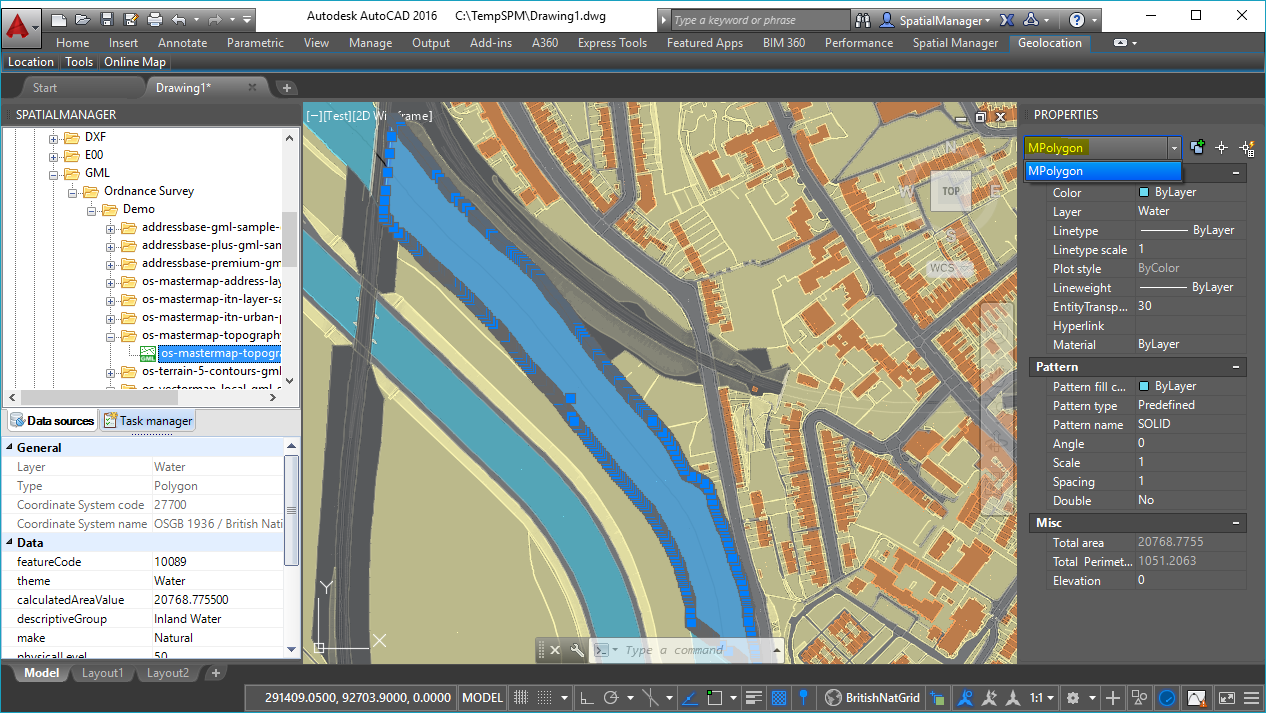 Autodesk AutoCAD 2016 C:\TempSPM\Drawing1.dwg
Type a keyword or phrase
SpatialManager
Home Insert Annotate Parametric View Manage Output Add-ins A360 Express Tools Featured Apps BIM 360 Performance Spatial Manager Geolocation
Location Tools Online Map
Start Drawing1*
SPATIALMANAGER
DXF
E00
GML
Ordnance Survey
Demo
addressbase-gml-sample-
addressbase-plus-gml-san
addressbase-premium-gm
os-mastermap-address-lay
os-mastermap-itn-layer-sa
os-mastermap-itn-urban-p
os-mastermap-topography
GML os-mastermap-topogra
os-terrain-5-contours-gml
os-vectormap-local-gml-s
Data sources Task manager
General
Layer Water
Type Polygon
Coordinate System code 27700
Coordinate System name OSGB 1936 / British Nati
Data
featureCode 10089
theme Water
calculatedAreaValue 20768.775500
descriptiveGroup Inland Water
make Natural
physicalLevel 50
[−][Test][2D Wireframe]
N
W TOP E
S
WCS
Y
X
Type a command
PROPERTIES
MPolygon
MPolygon
Color ByLayer
Layer Water
Linetype ByLayer
Linetype scale 1
Plot style ByColor
Lineweight ByLayer
EntityTransp... 30
Hyperlink
Material ByLayer
Pattern
Pattern fill c... ByLayer
Pattern type Predefined
Pattern name SOLID
Angle 0
Scale 1
Spacing 1
Double No
Misc
Total area 20768.7755
Total Perimet... 1051.2063
Elevation 0
Model Layout1 Layout2
291409.0500, 92703.9000, 0.0000 MODEL BritishNatGrid 1:1